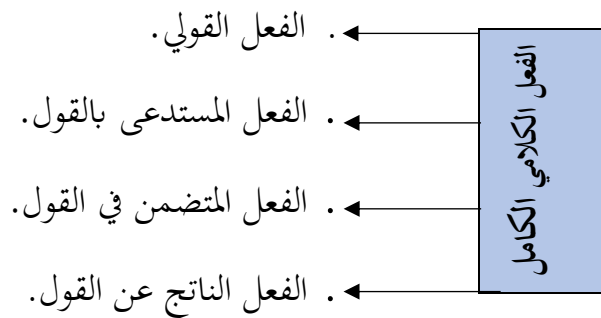 الفعل الكلامي الكامل
. الفعل القولي.
. الفعل المستدعى بالقول.
. الفعل المتضمن في القول.
. الفعل الناتج عن القول.